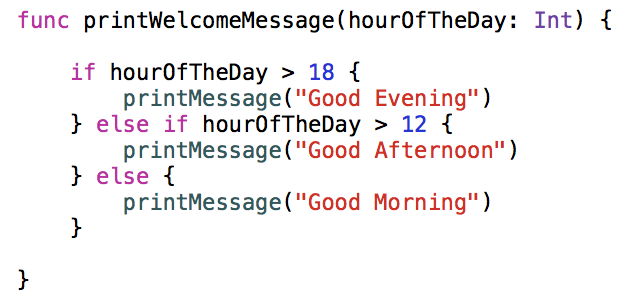 func printWelcomeMessage(hourOfTheDay: Int) {
    if hourOfTheDay > 18 {
        printMessage("Good Evening")
    } else if hourOfTheDay > 12 {
        printMessage("Good Afternoon")
    } else {
        printMessage("Good Morning")
    }
}